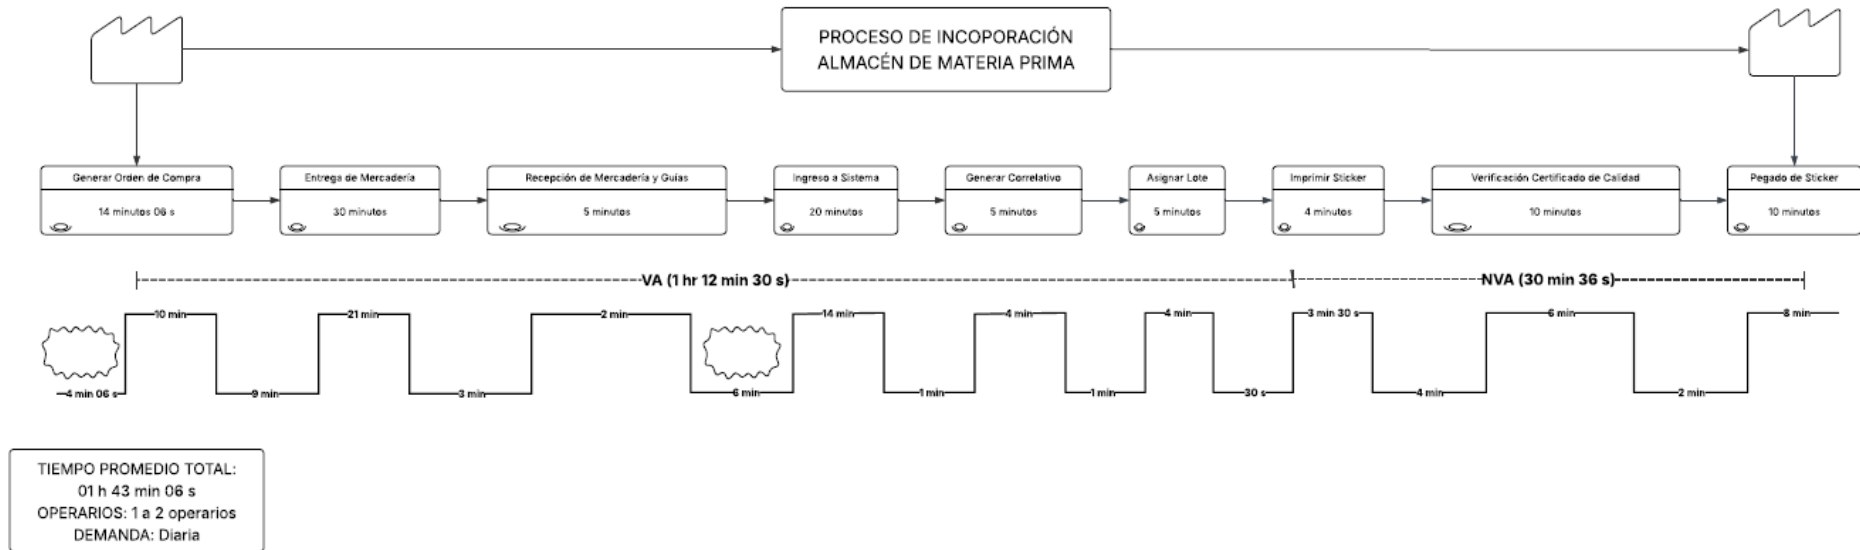 PROCESO DE INCOPORACIÓN
ALMACÉN DE MATERIA PRIMA
Generar Orden de Compra
14 minutos 06 s
Entrega de Mercadería
30 minutos
Recepción de Mercadería y Guías
5 minutos
Ingreso a Sistema
20 minutos
Generar Correlativo
5 minutos
Asignar Lote
5 minutos
Imprimir Sticker
4 minutos
Verificación Certificado de Calidad
10 minutos
Pegado de Sticker
10 minutos
VA (1 hr 12 min 30 s)
NVA (30 min 36 s)
10 min
21 min
2 min
14 min
4 min
4 min
3 min 30 s
6 min
8 min
4 min 06 s
9 min
3 min
6 min
1 min
1 min
30 s
4 min
2 min
TIEMPO PROMEDIO TOTAL:
01 h 43 min 06 s
OPERARIOS: 1 a 2 operarios
DEMANDA: Diaria